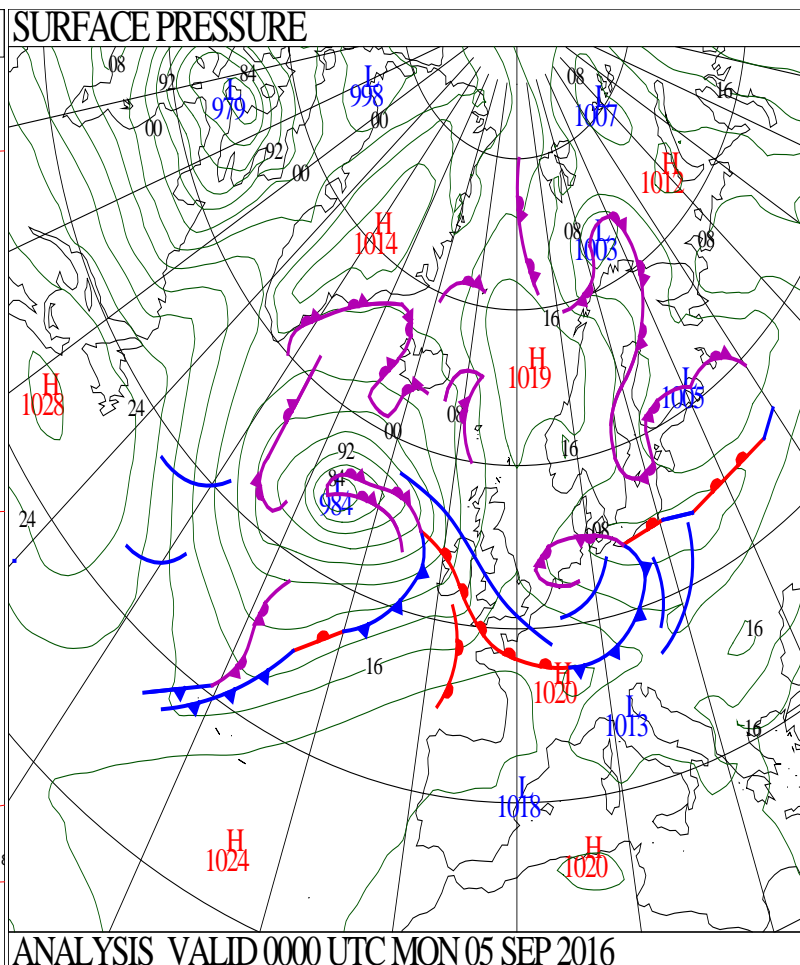 SURFACE PRESSURE
08
92
84
L
979
L
998
08
L
1007
16
00
00
92
00
H
1012
H
1014
08
L
1003
08
16
H
1028
24
H
1019
08
L
1005
00
92
16
84
L
984
24
08
16
16
H
1020
L
1013
16
L
1018
H
1024
H
1020
ANALYSIS VALID 0000 UTC MON 05 SEP 2016